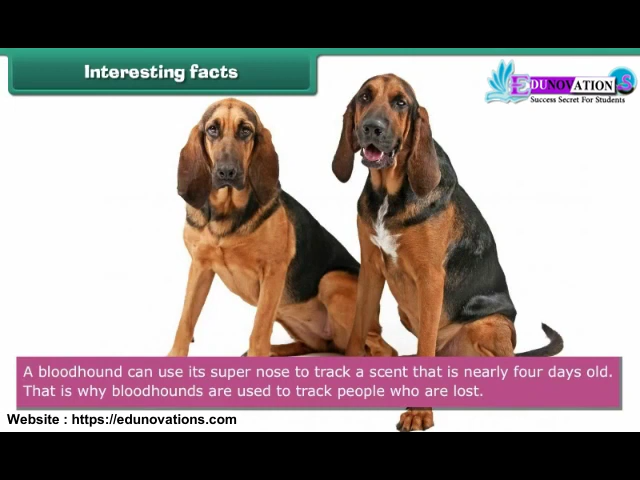 Interesting facts
EDUNOVATIONS
Success Secret For Students
A bloodhound can use its super nose to track a scent that is nearly four days old.
That is why bloodhounds are used to track people who are lost.
Website : https://edunovations.com